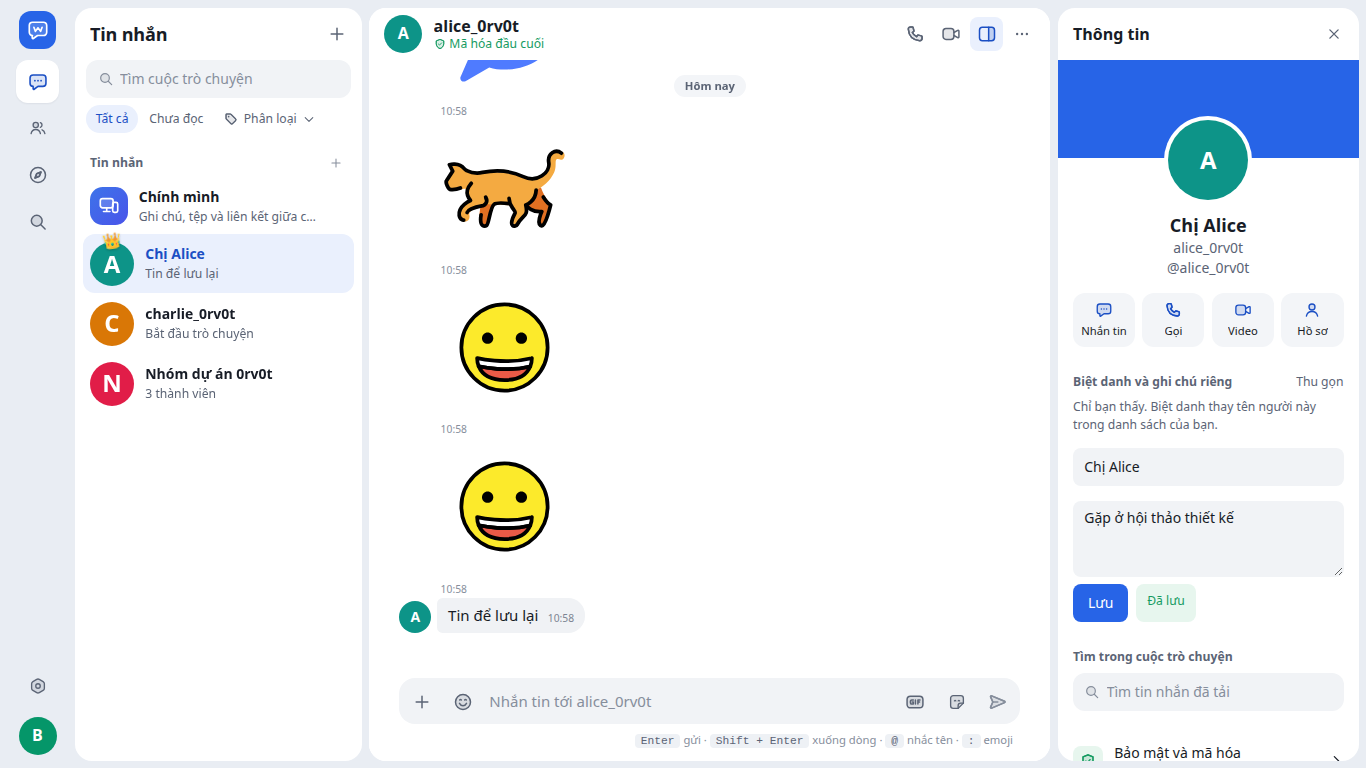 Tin nhắn
Tìm cuộc trò chuyện
Tất cả
Chưa đọc
Phân loại
Tin nhắn
Chính mình
Ghi chú, tệp và liên kết giữa c...
A
Chị Alice
Tin để lưu lại
C
charlie_0rv0t
Bắt đầu trò chuyện
N
Nhóm dự án 0rv0t
3 thành viên
B
A
alice_0rv0t
Mã hóa đầu cuối
Hôm nay
10:58
10:58
10:58
10:58
A
Tin để lưu lại 10:58
Nhắn tin tới alice_0rv0t
GIF
Enter gửi · Shift + Enter xuống dòng · @ nhắc tên · : emoji
Thông tin
A
Chị Alice
alice_0rv0t
@alice_0rv0t
Nhắn tin
Gọi
Video
Hồ sơ
Biệt danh và ghi chú riêng
Thu gọn
Chỉ bạn thấy. Biệt danh thay tên người này
trong danh sách của bạn.
Chị Alice
Gặp ở hội thảo thiết kế
Lưu
Đã lưu
Tìm trong cuộc trò chuyện
Tìm tin nhắn đã tải
Bảo mật và mã hóa